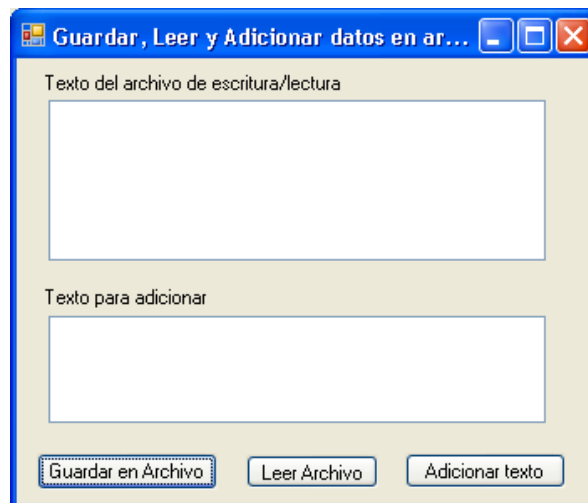 Guardar, Leer y Adicionar datos en ar...
Texto del archivo de escritura/lectura
Texto para adicionar
Guardar en Archivo Leer Archivo Adicionar texto